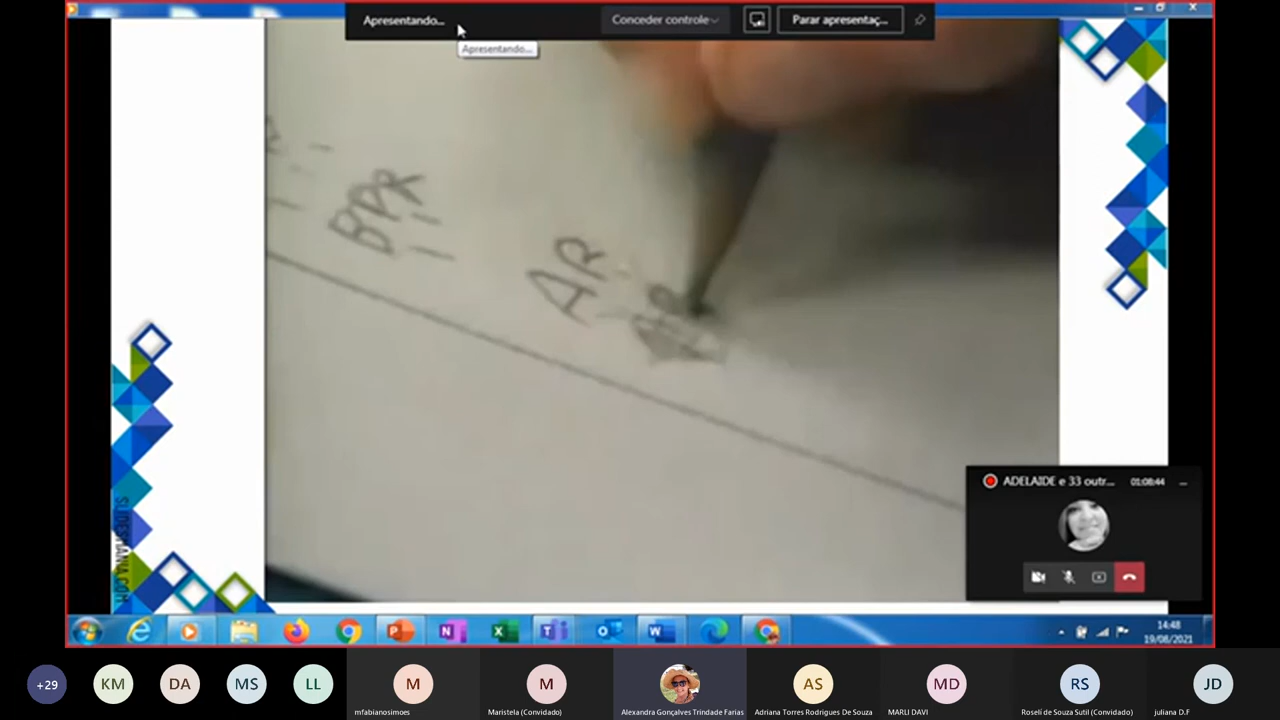 Apresentando...
Conceder controle
Parar apresentaç...
Apresentando...
BPR
AR
ADELAIDE e 33 outr...
01:08:44
14:48
19/08/2021
+29
KM
DA
MS
LL
M
M
AS
MD
RS
JD
mfabianosimoes
Maristela (Convidado)
Alexandra Gonçalves Trindade Farias
Adriana Torres Rodrigues De Souza
MARLI DAVI
Roseli de Souza Sutil (Convidado)
juliana D.F